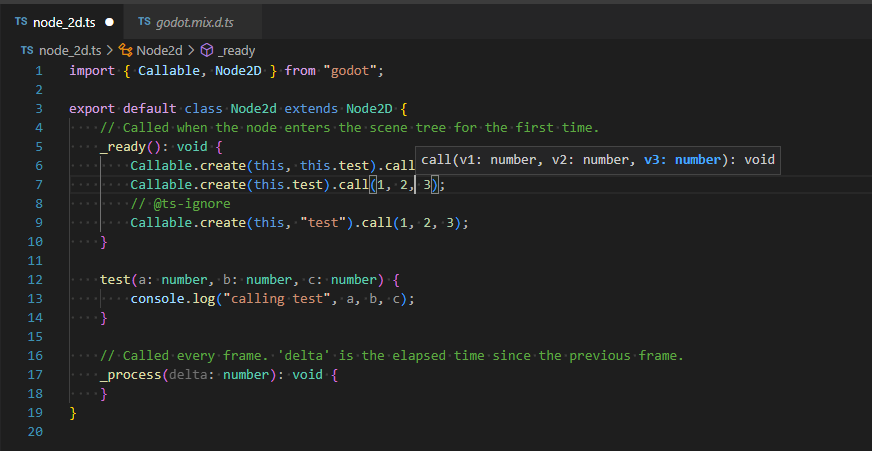 TS node_2d.ts ●
TS godot.mix.d.ts
TS node_2d.ts > Node2d > _ready
1 import { Callable, Node2D } from "godot";
2
3 export default class Node2d extends Node2D {
4 // Called when the node enters the scene tree for the first time.
5 _ready(): void {
6 Callable.create(this, this.test).call
call(v1: number, v2: number, v3: number): void
7 Callable.create(this.test).call(1, 2, 3);
8 // @ts-ignore
9 Callable.create(this, "test").call(1, 2, 3);
10 }
11
12 test(a: number, b: number, c: number) {
13 console.log("calling test", a, b, c);
14 }
15
16 // Called every frame. 'delta' is the elapsed time since the previous frame.
17 _process(delta: number): void {
18 }
19 }
20